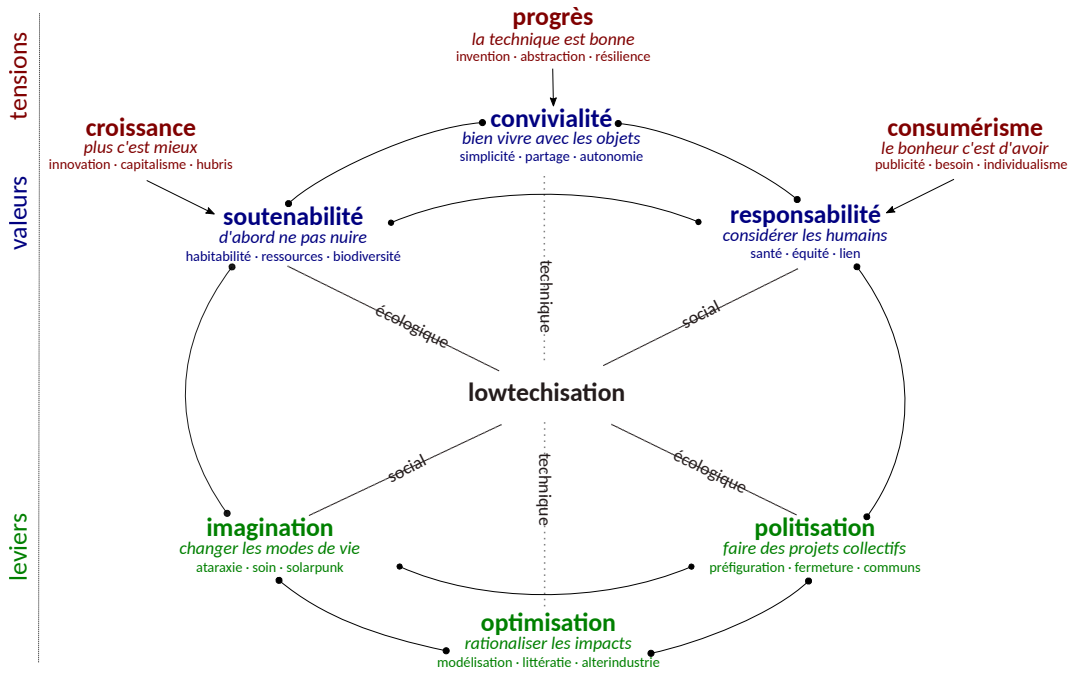 tensions
progrès
la technique est bonne
invention · abstraction · résilience
croissance
plus c'est mieux
innovation · capitalisme · hubris
convivialité
bien vivre avec les objets
simplicité · partage · autonomie
consumérisme
le bonheur c'est d'avoir
publicité · besoin · individualisme
valeurs
soutenabilité
d'abord ne pas nuire
habitabilité · ressources · biodiversité
responsabilité
considérer les humains
santé · équité · lien
écologique
technique
social
lowtechisation
social
technique
écologique
leviers
imagination
changer les modes de vie
ataraxie · soin · solarpunk
politisation
faire des projets collectifs
préfiguration · fermeture · communs
optimisation
rationaliser les impacts
modélisation · littératie · alterindustrie